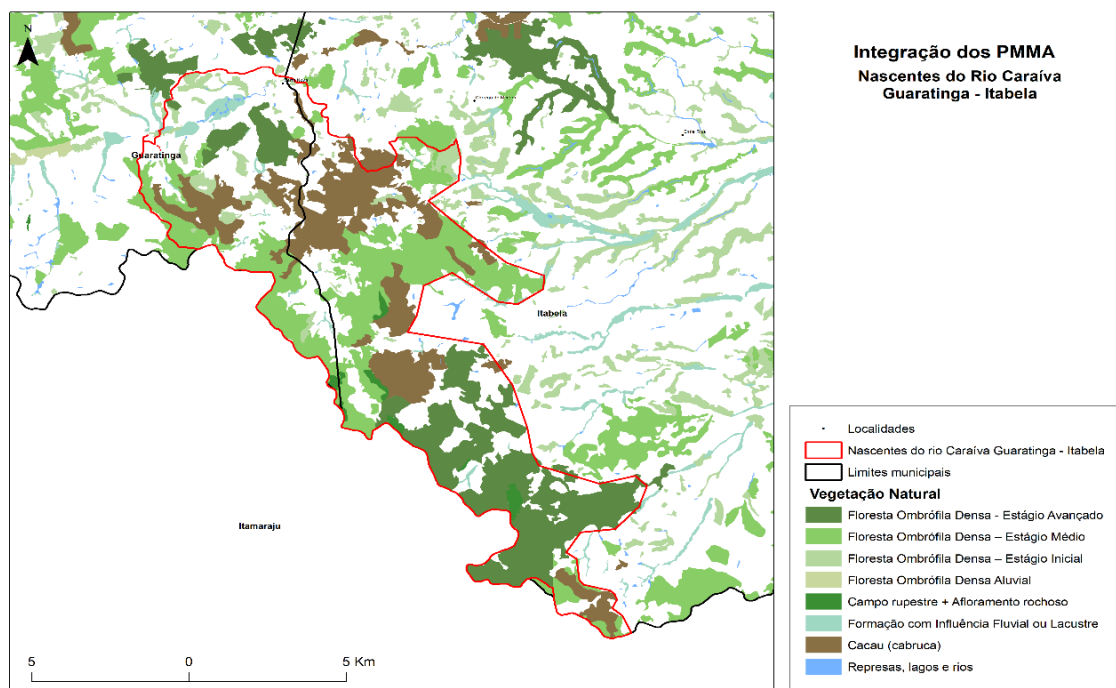 Integração dos PMMA
Nascentes do Rio Caraíva
Guaratinga - Itabela
N
Guaratinga
Itabela
Itamaraju
5 0 5 Km
Localidades
Nascentes do rio Caraíva Guaratinga - Itabela
Limites municipais
Vegetação Natural
Floresta Ombrófila Densa - Estágio Avançado
Floresta Ombrófila Densa – Estágio Médio
Floresta Ombrófila Densa – Estágio Inicial
Floresta Ombrófila Densa Aluvial
Campo rupestre + Afloramento rochoso
Formação com Influência Fluvial ou Lacustre
Cacau (cabruca)
Represas, lagos e rios